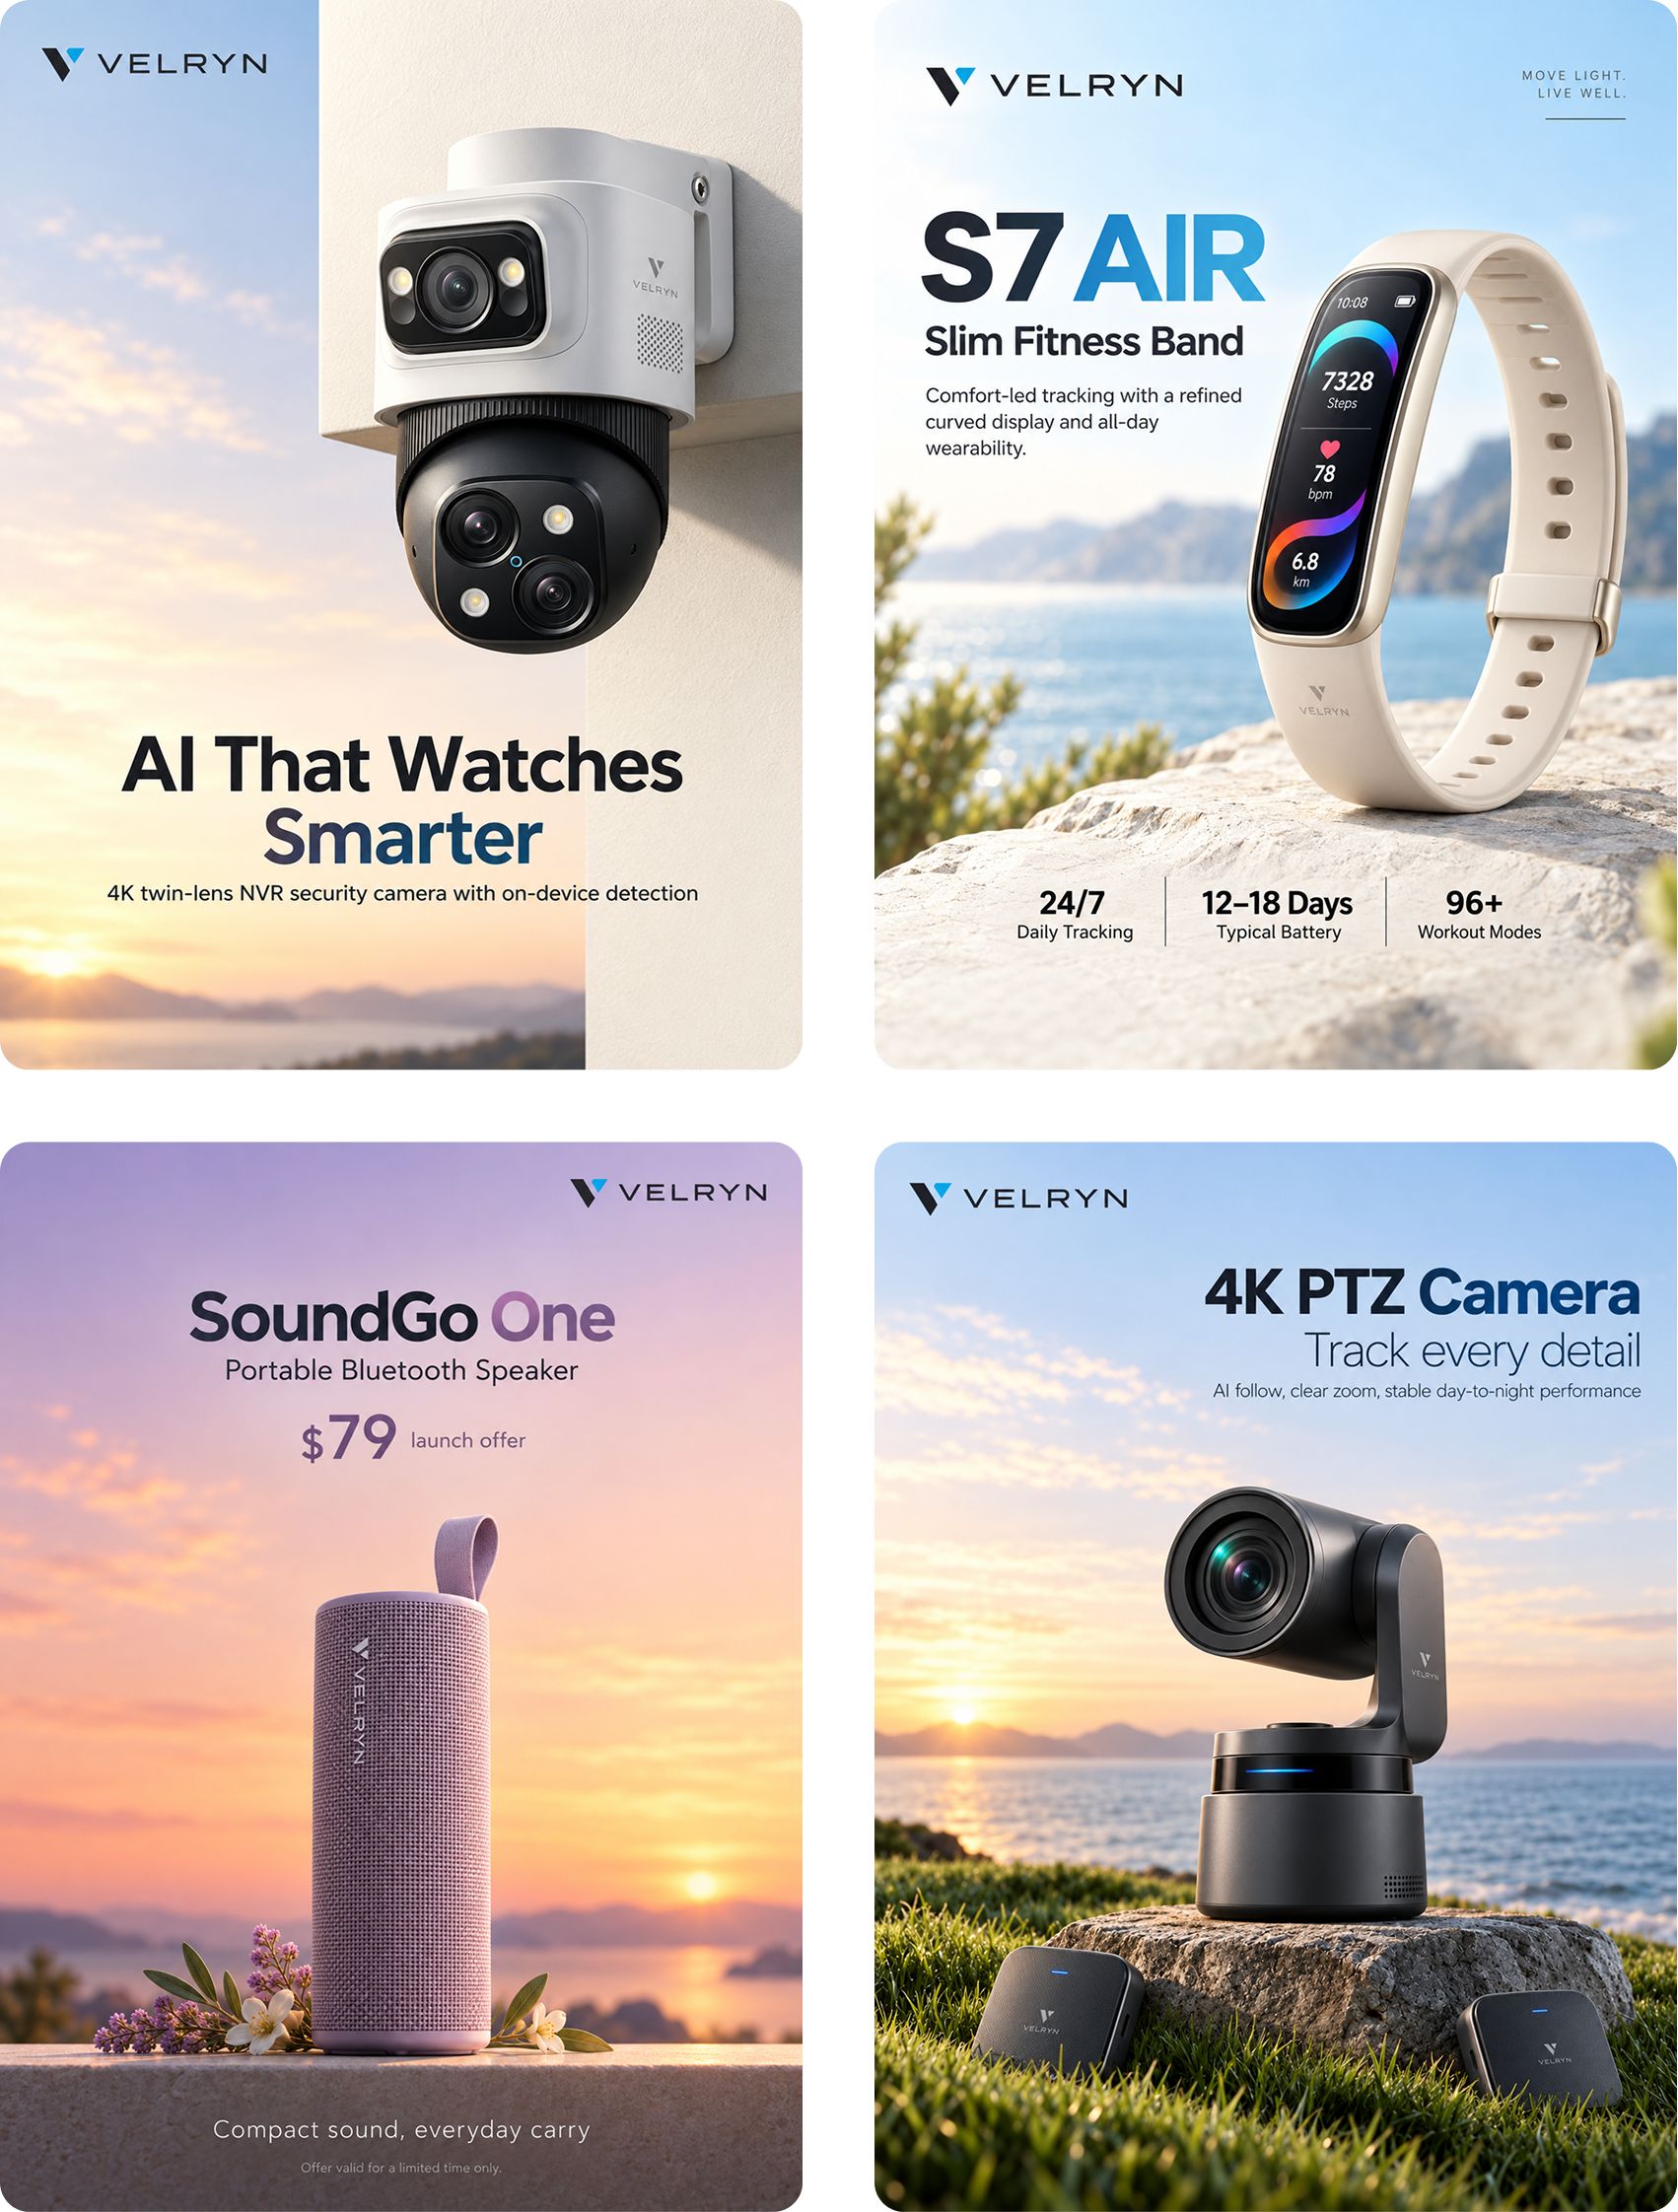 VELRYN
VELRYN
AI That Watches
Smarter
4K twin-lens NVR security camera with on-device detection
VELRYN
MOVE LIGHT.
LIVE WELL.
S7 AIR
Slim Fitness Band
Comfort-led tracking with a refined
curved display and all-day
wearability.
10:08
7328
Steps
78
bpm
6.8
km
VELRYN
24/7
Daily Tracking
12–18 Days
Typical Battery
96+
Workout Modes
VELRYN
SoundGo One
Portable Bluetooth Speaker
$79 launch offer
VELRYN
Compact sound, everyday carry
Offer valid for a limited time only.
VELRYN
4K PTZ Camera
Track every detail
AI follow, clear zoom, stable day-to-night performance
VELRYN
VELRYN
VELRYN